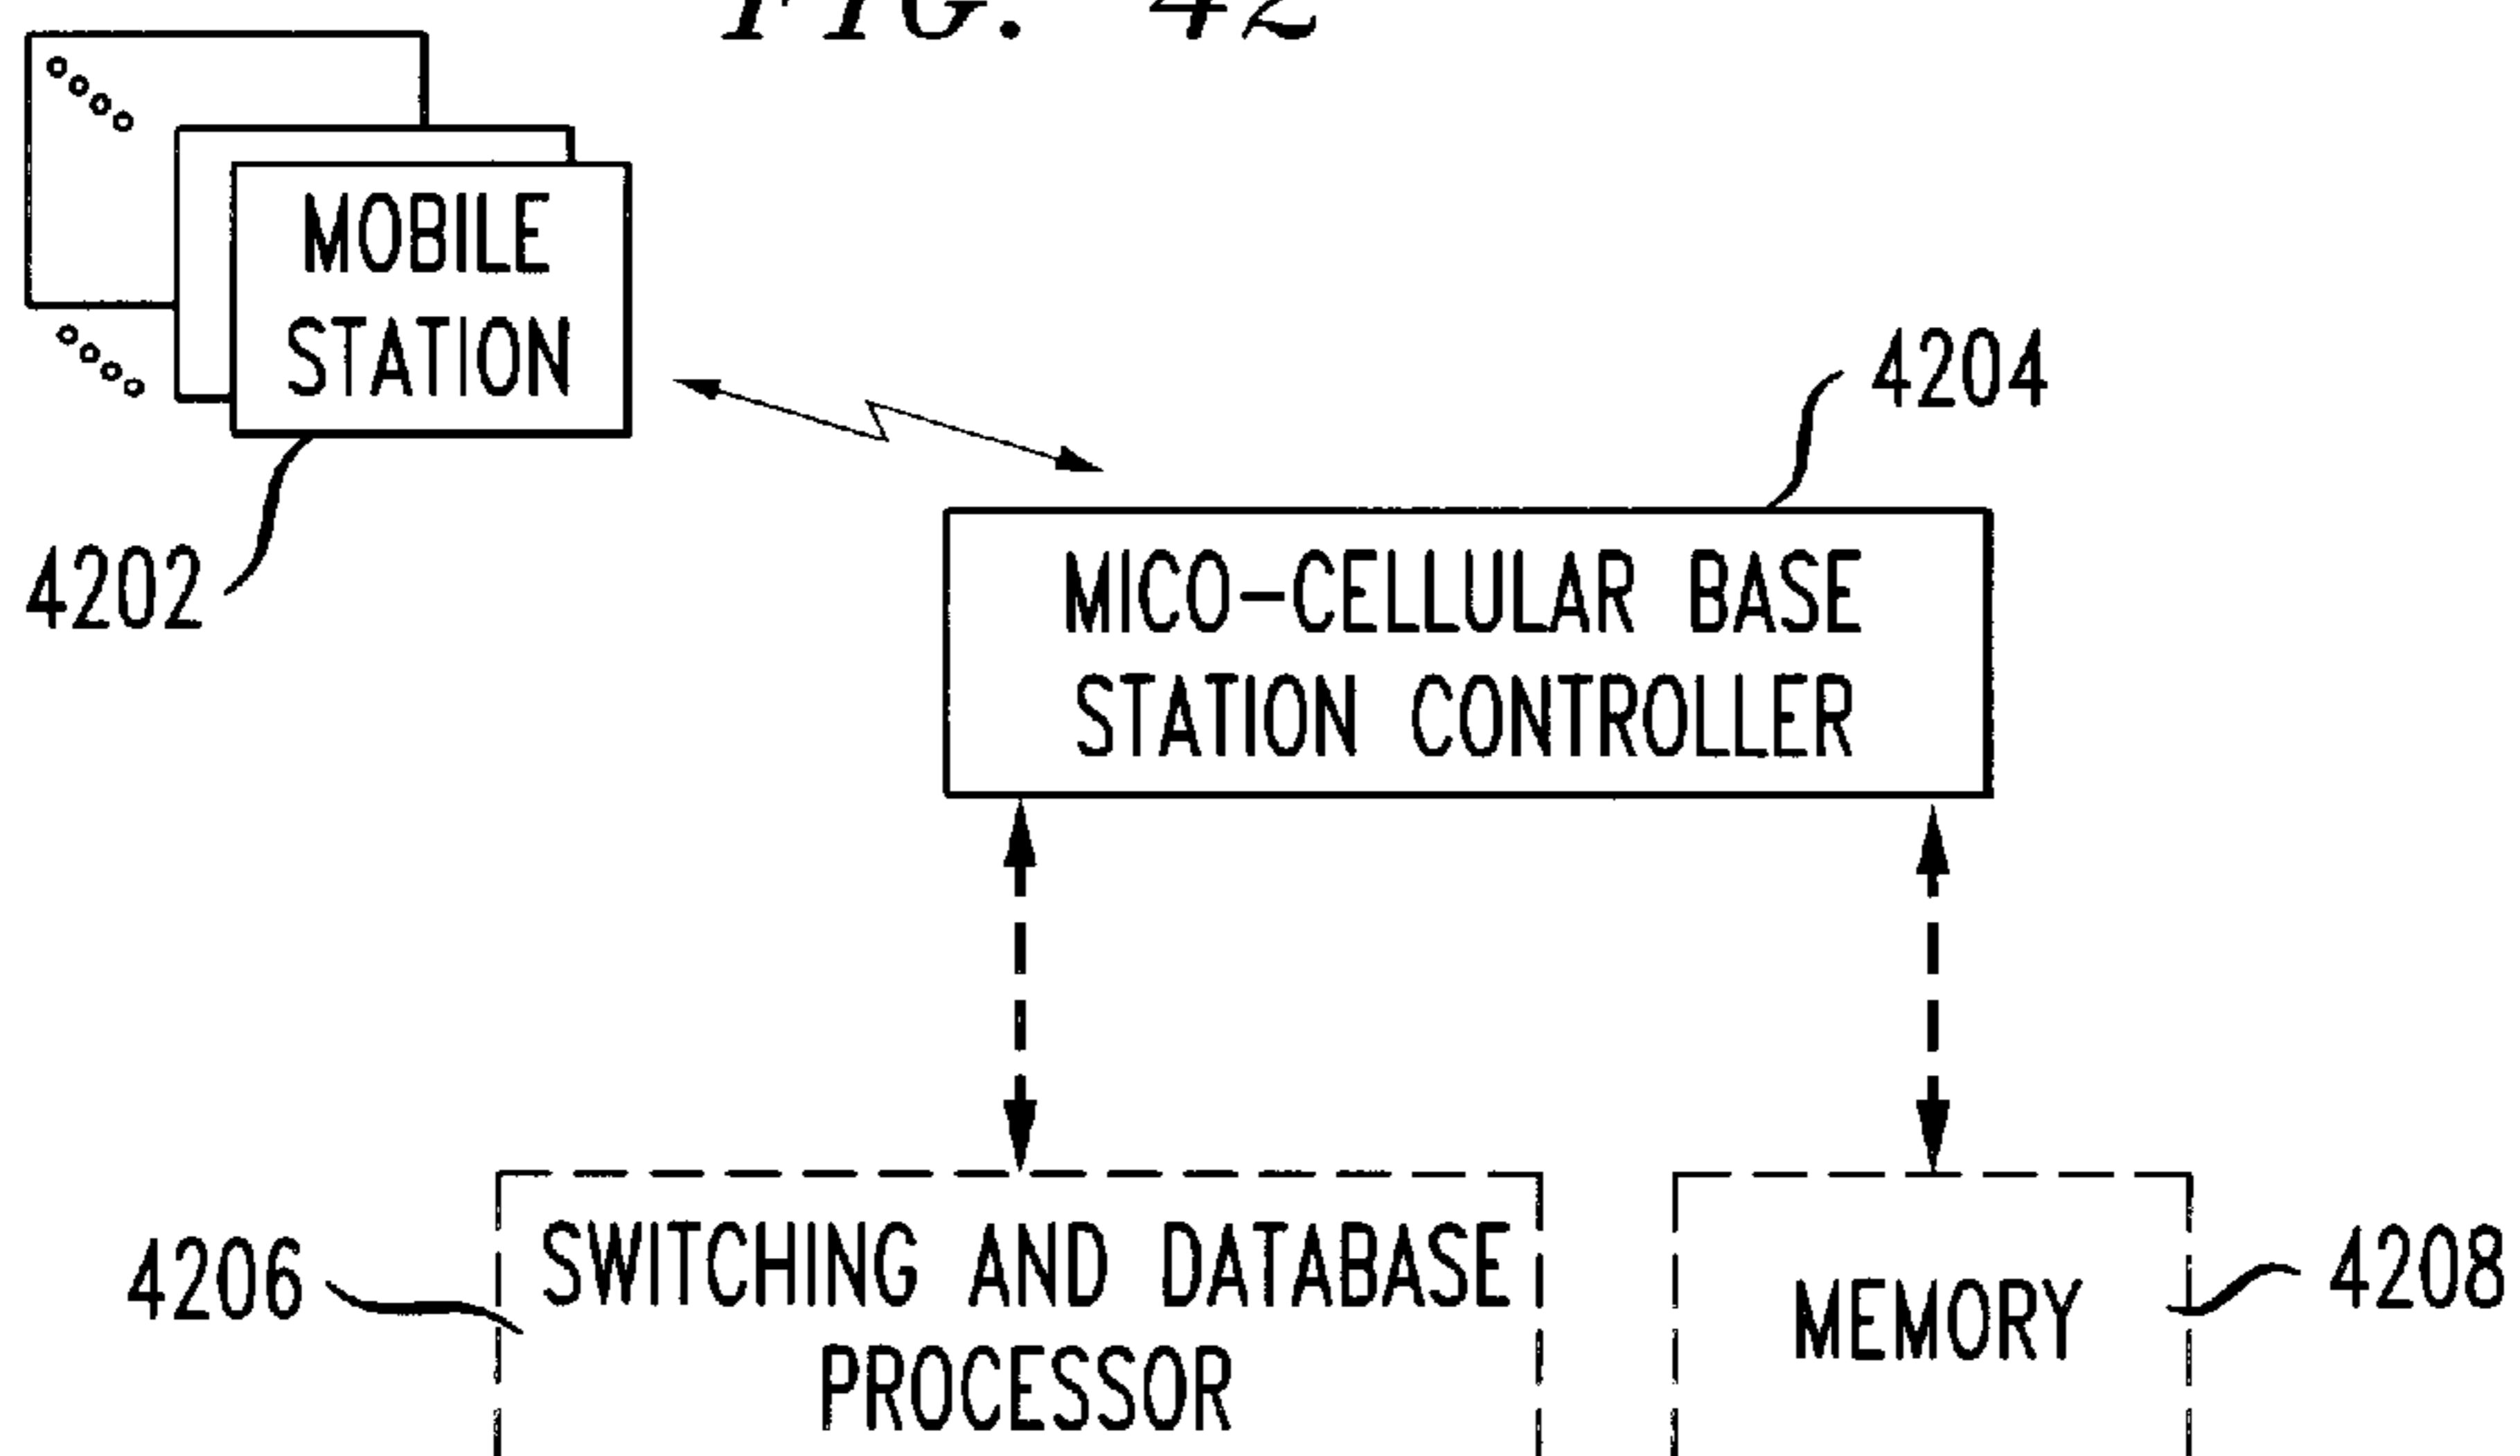 FIG. 42
MOBILE
STATION
4204
4202
MICO-CELLULAR BASE
STATION CONTROLLER
SWITCHING AND DATABASE
PROCESSOR
4206
MEMORY
4208